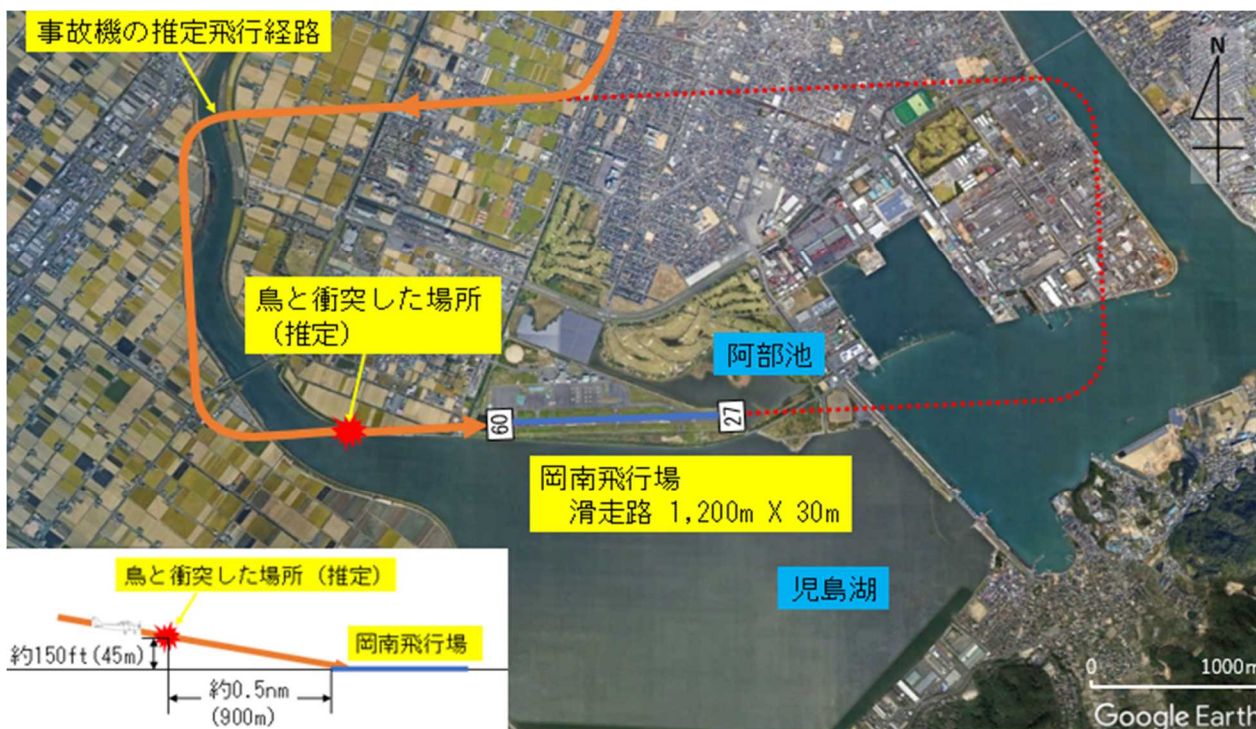 事故機の推定飛行経路
N
鳥と衝突した場所
(推定)
阿部池
09
27
岡南飛行場
滑走路 1,200m X 30m
児島湖
鳥と衝突した場所(推定)
岡南飛行場
約150ft(45m)
約0.5nm
(900m)
0 1000m
Google Earth